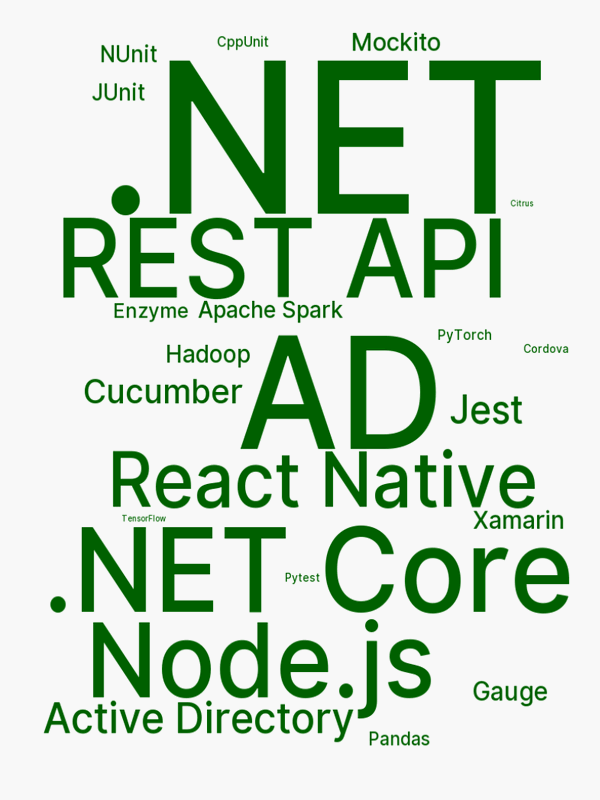 CppUnit
Mockito
NUnit
JUnit
.NET
Citrus
REST API
Enzyme
Apache Spark
PyTorch
Cordova
Hadoop
AD
Cucumber
Jest
React Native
TensorFlow
Xamarin
.NET Core
Pytest
Node.js
Gauge
Active Directory
Pandas